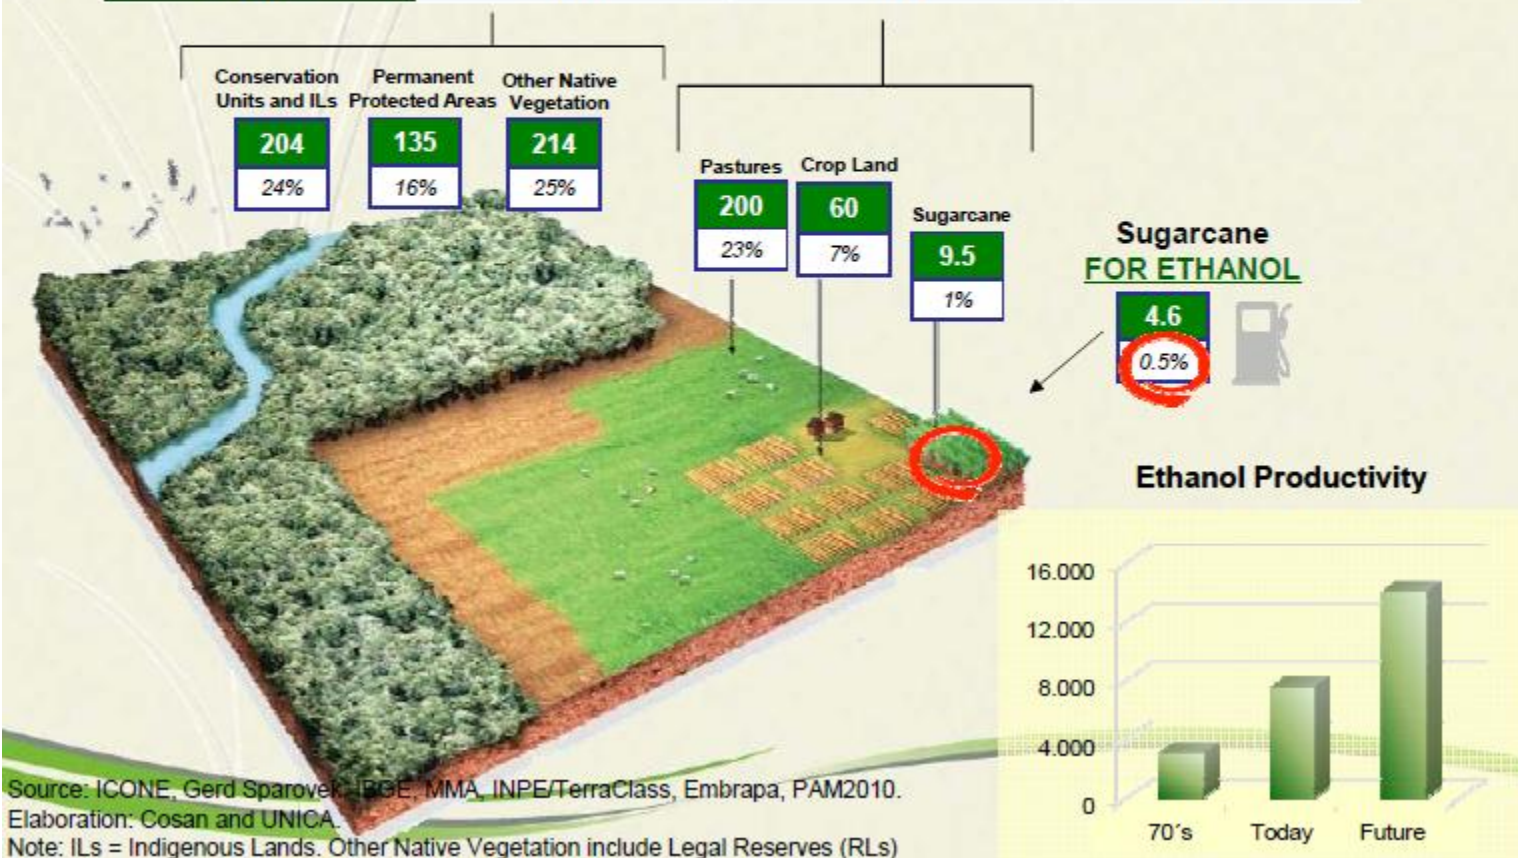 Conservation
Units and ILs
204
24%
Permanent
Protected Areas
135
16%
Other Native
Vegetation
214
25%
Pastures
200
23%
Crop Land
60
7%
Sugarcane
9.5
1%
Sugarcane
FOR ETHANOL
4.6
0.5%
Ethanol Productivity
16.000
12.000
8.000
4.000
0
70´s Today Future
Source: ICONE, Gerd Sparovek, IBGE, MMA, INPE/TerraClass, Embrapa, PAM2010.
Elaboration: Cosan and UNICA.
Note: ILs = Indigenous Lands. Other Native Vegetation include Legal Reserves (RLs)